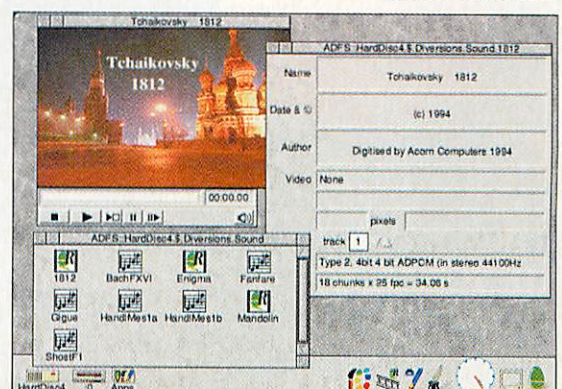 Tchaikovsky 1812
Tchaikovsky
1812
00:00.00
ADFS::HardDisc4.$.Diversions.Sound.1812
Name
Tchaikovsky 1812
Date & ©
(c) 1994
Author
Digitised by Acorn Computers 1994
Video
None
pixels
track
1
Type 2, 4bit 4 bit ADPCM (in stereo 44100Hz
18 chunks x 25 fpc = 34.06 s
ADFS::HardDisc4.$.Diversions.Sound
1812
BachFXVI
Enigma
Fanfare
Gigue
HandlMes1a
HandlMes1b
Mandolin
ShostF1
HardDisc4
:0
Apps